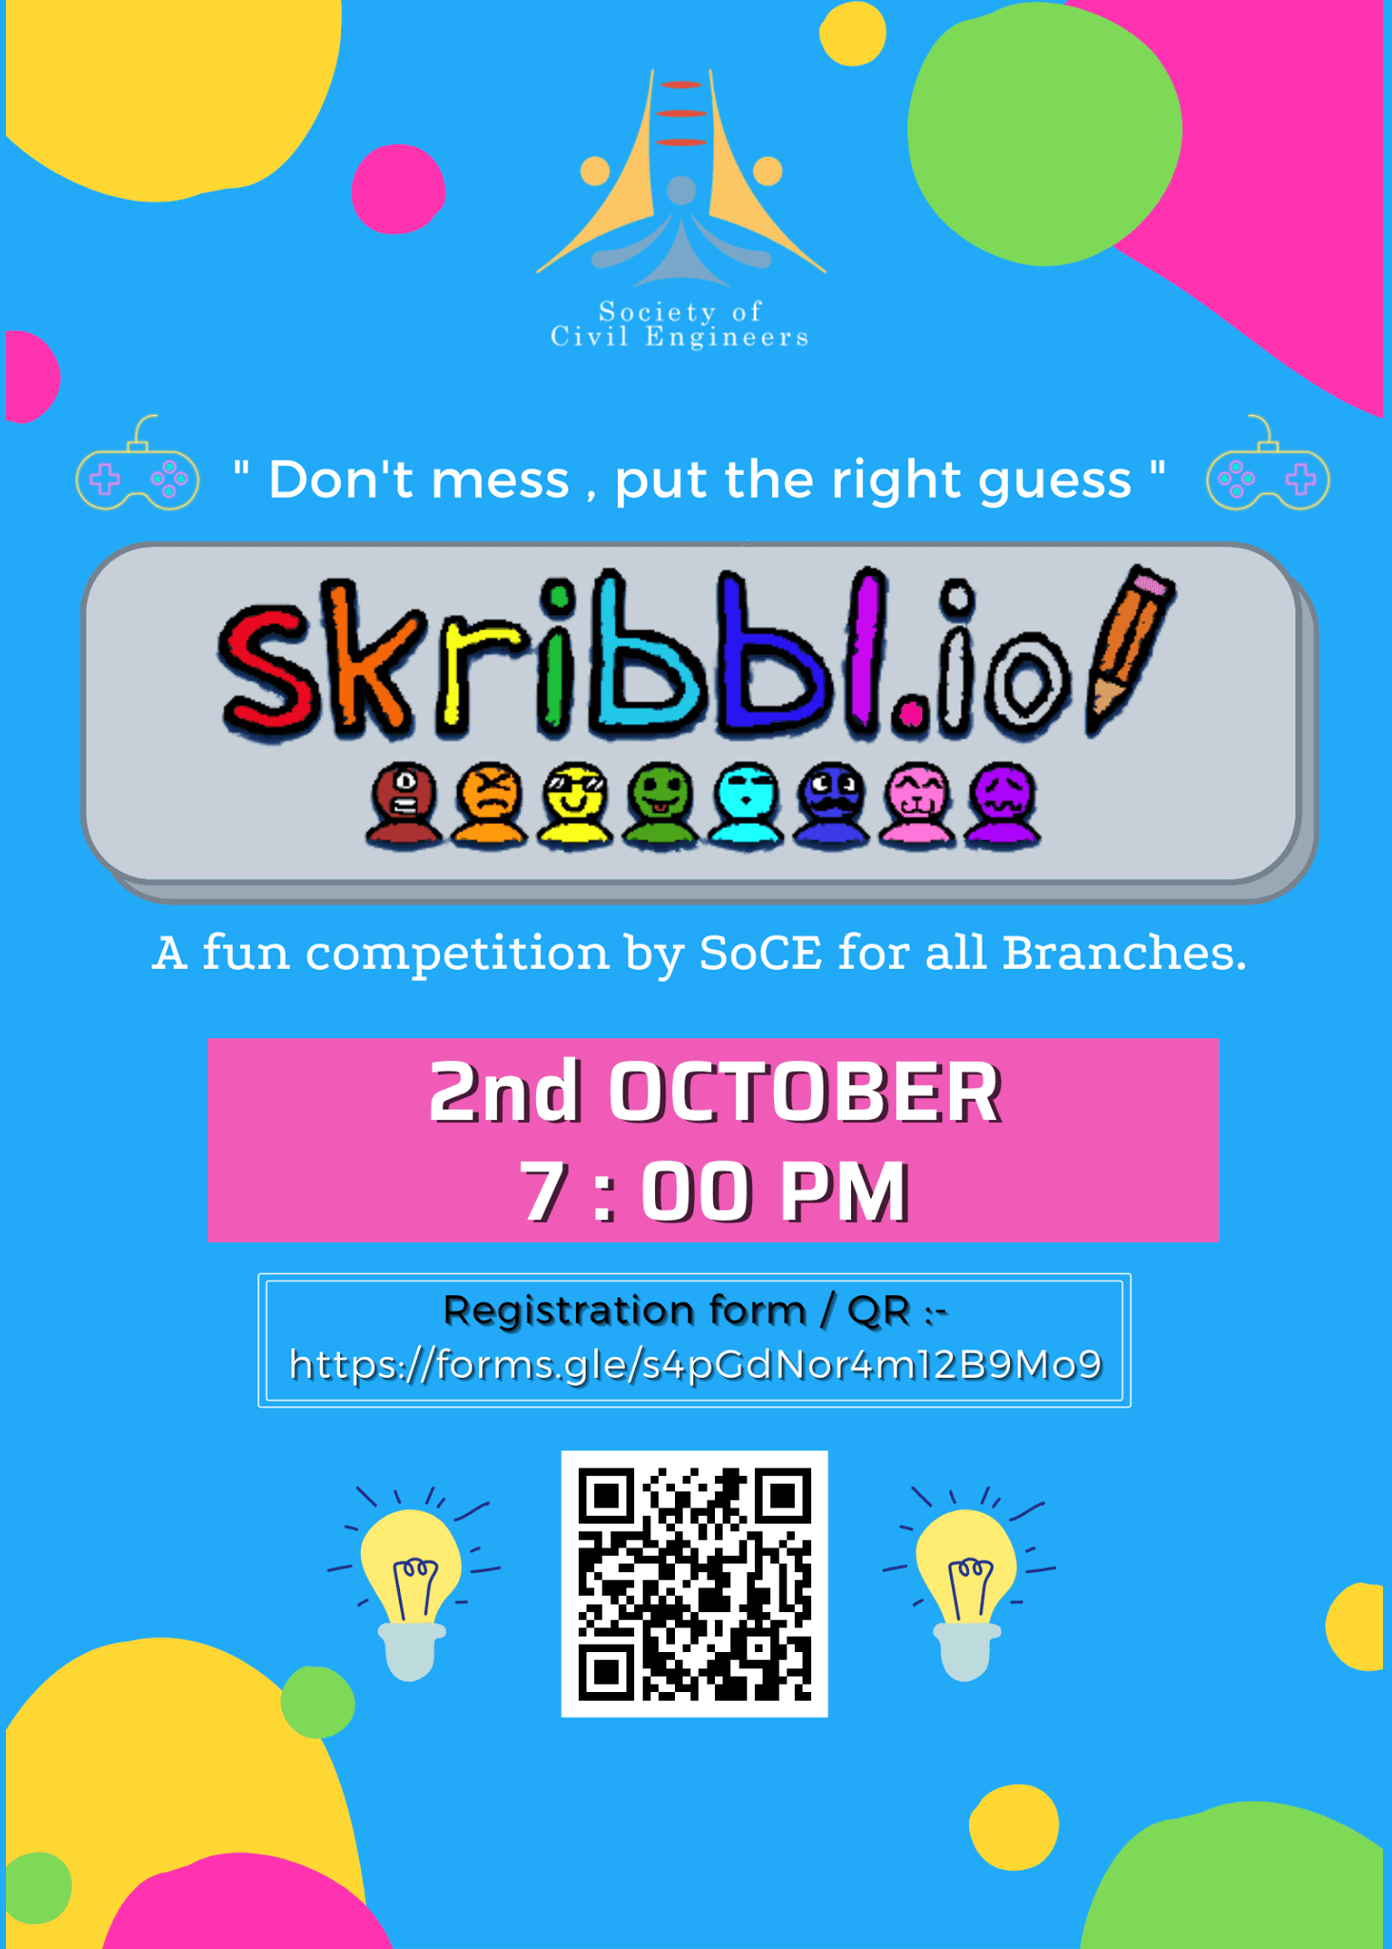 Society of
Civil Engineers
" Don't mess , put the right guess "
skribbl.io
A fun competition by SoCE for all Branches.
2nd OCTOBER
7 : 00 PM
Registration form / QR :-
https://forms.gle/s4pGdNor4m12B9Mo9